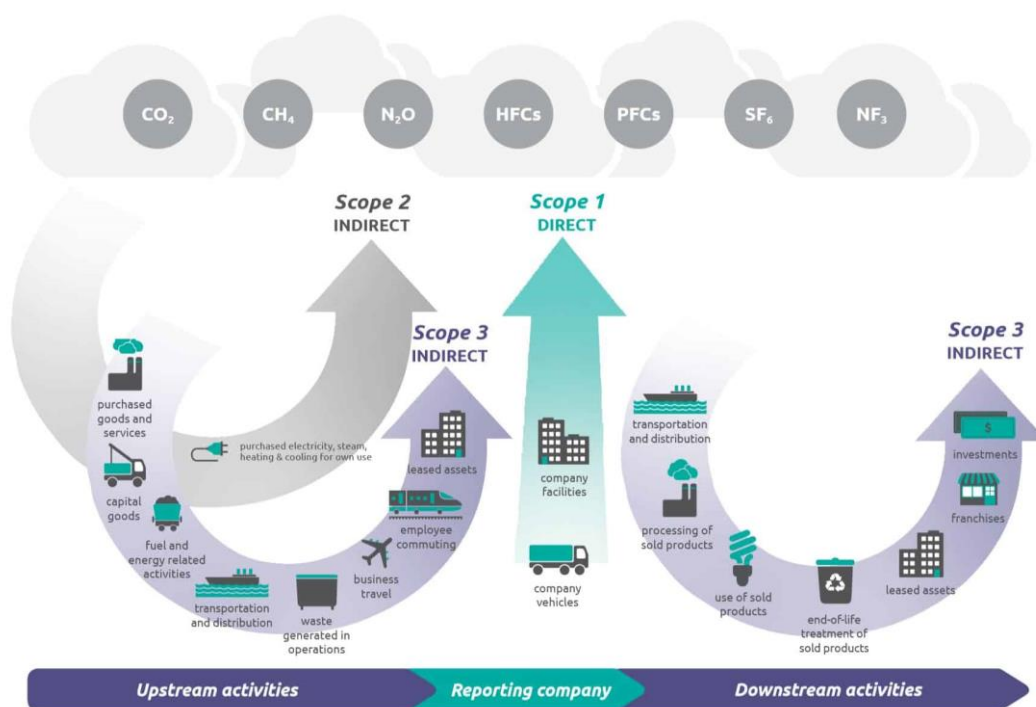 CO₂
CH₄
N₂O
HFCs
PFCs
SF₆
NF₃
Scope 2
INDIRECT
Scope 1
DIRECT
Scope 3
INDIRECT
Scope 3
INDIRECT
purchased
goods and
services
capital
goods
fuel and
energy related
activities
transportation
and distribution
waste
generated in
operations
business
travel
employee
commuting
leased assets
purchased electricity, steam,
heating & cooling for own use
company
facilities
company
vehicles
transportation
and distribution
processing of
sold products
use of sold
products
end-of-life
treatment of
sold products
leased assets
franchises
$
investments
Upstream activities
Reporting company
Downstream activities